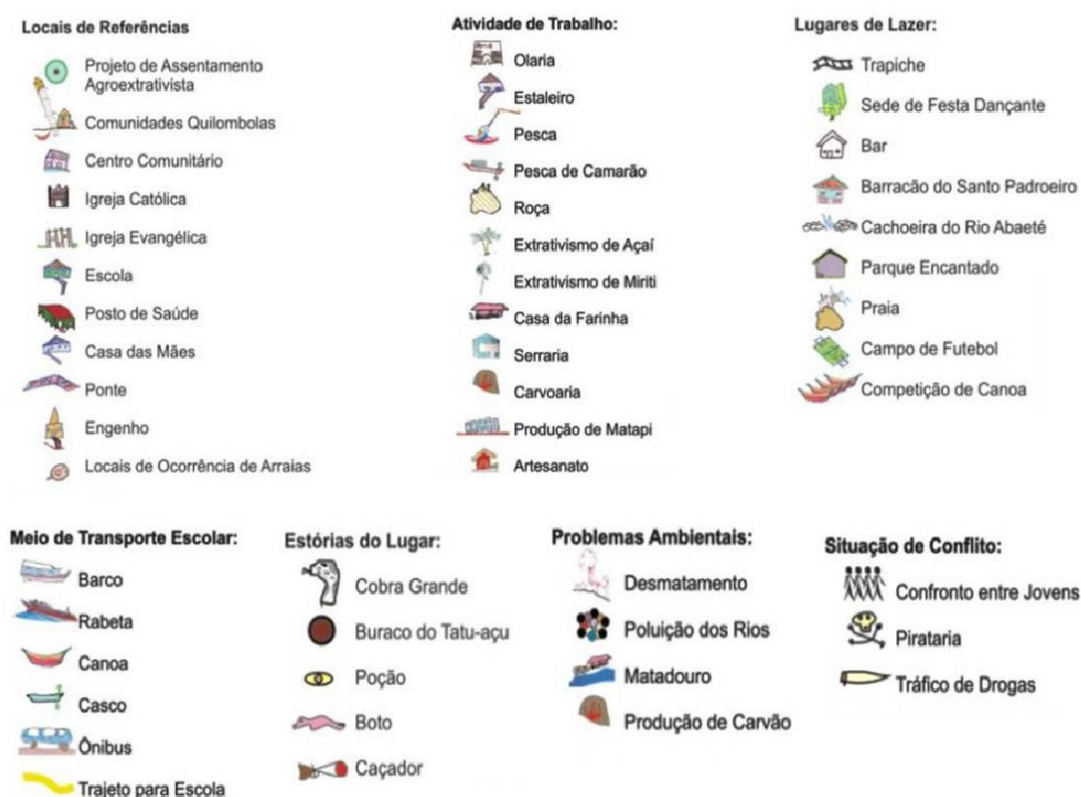 Locais de Referências
Projeto de Assentamento
Agroextrativista
Comunidades Quilombolas
Centro Comunitário
Igreja Católica
Igreja Evangélica
Escola
Posto de Saúde
Casa das Mães
Ponte
Engenho
Locais de Ocorrência de Arraias
Atividade de Trabalho:
Olaria
Estaleiro
Pesca
Pesca de Camarão
Roça
Extrativismo de Açaí
Extrativismo de Miriti
Casa da Farinha
Serraria
Carvoaria
Produção de Matapi
Artesanato
Lugares de Lazer:
Trapiche
Sede de Festa Dançante
Bar
Barracão do Santo Padroeiro
Cachoeira do Rio Abaeté
Parque Encantado
Praia
Campo de Futebol
Competição de Canoa
Meio de Transporte Escolar:
Barco
Rabeta
Canoa
Casco
Ônibus
Trajeto para Escola
Estórias do Lugar:
Cobra Grande
Buraco do Tatu-açu
Poção
Boto
Caçador
Problemas Ambientais:
Desmatamento
Poluição dos Rios
Matadouro
Produção de Carvão
Situação de Conflito:
Confronto entre Jovens
Pirataria
Tráfico de Drogas